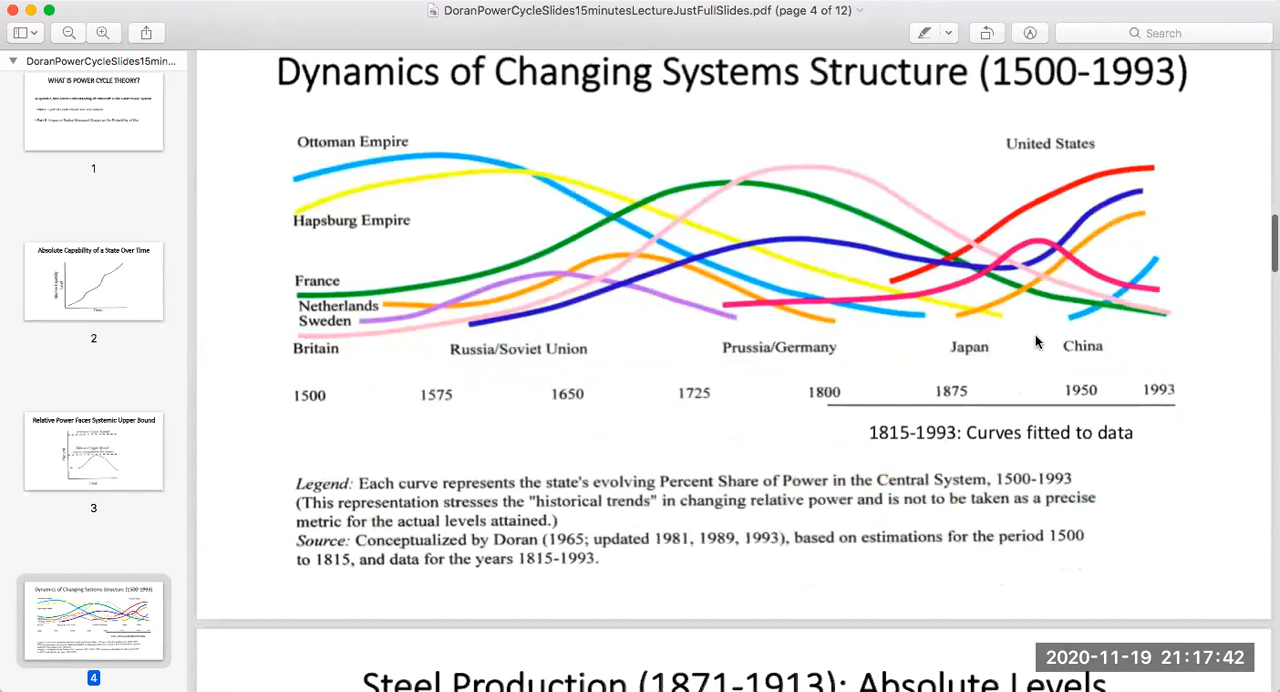 DoranPowerCycleSlides15minutesLectureJustFullSlides.pdf (page 4 of 12)
Search
DoranPowerCycleSlides15min...
WHAT IS POWER CYCLE THEORY?
1
Absolute Capability of a State Over Time
2
Relative Power Faces Systemic Upper Bound
3
Dynamics of Changing Systems Structure (1500-1993)
4
Dynamics of Changing Systems Structure (1500-1993)
Ottoman Empire
United States
Hapsburg Empire
France
Netherlands
Sweden
Britain
Russia/Soviet Union
Prussia/Germany
Japan
China
1500 1575 1650 1725 1800 1875 1950 1993
1815-1993: Curves fitted to data
Legend: Each curve represents the state's evolving Percent Share of Power in the Central System, 1500-1993
(This representation stresses the "historical trends" in changing relative power and is not to be taken as a precise
metric for the actual levels attained.)
Source: Conceptualized by Doran (1965; updated 1981, 1989, 1993), based on estimations for the period 1500
to 1815, and data for the years 1815-1993.
Steel Production (1871-1913): Absolute Levels
2020-11-19 21:17:42